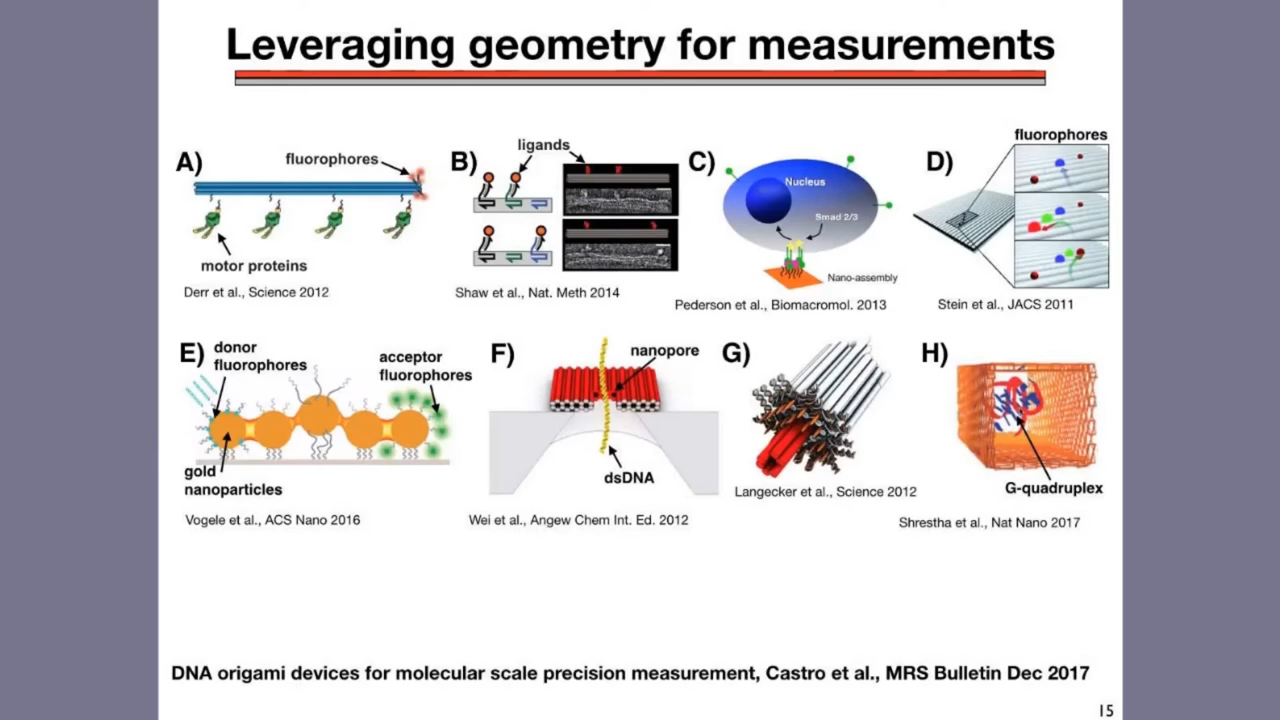 Leveraging geometry for measurements
A)
fluorophores
motor proteins
Derr et al., Science 2012
B)
ligands
Shaw et al., Nat. Meth 2014
C)
Nucleus
Smad 2/3
Nano-assembly
Pederson et al., Biomacromol. 2013
D)
fluorophores
Stein et al., JACS 2011
E)
donor
fluorophores
acceptor
fluorophores
gold
nanoparticles
Vogele et al., ACS Nano 2016
F)
nanopore
dsDNA
Wei et al., Angew Chem Int. Ed. 2012
G)
Langecker et al., Science 2012
H)
G-quadruplex
Shrestha et al., Nat Nano 2017
DNA origami devices for molecular scale precision measurement, Castro et al., MRS Bulletin Dec 2017
15